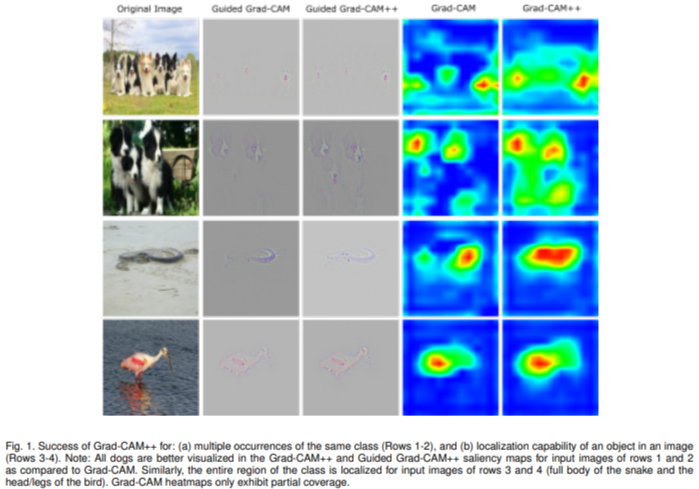 Original Image Guided Grad-CAM Guided Grad-CAM++ Grad-CAM Grad-CAM++
Fig. 1. Success of Grad-CAM++ for: (a) multiple occurrences of the same class (Rows 1-2), and (b) localization capability of an object in an image
(Rows 3-4). Note: All dogs are better visualized in the Grad-CAM++ and Guided Grad-CAM++ saliency maps for input images of rows 1 and 2
as compared to Grad-CAM. Similarly, the entire region of the class is localized for input images of rows 3 and 4 (full body of the snake and the
head/legs of the bird). Grad-CAM heatmaps only exhibit partial coverage.